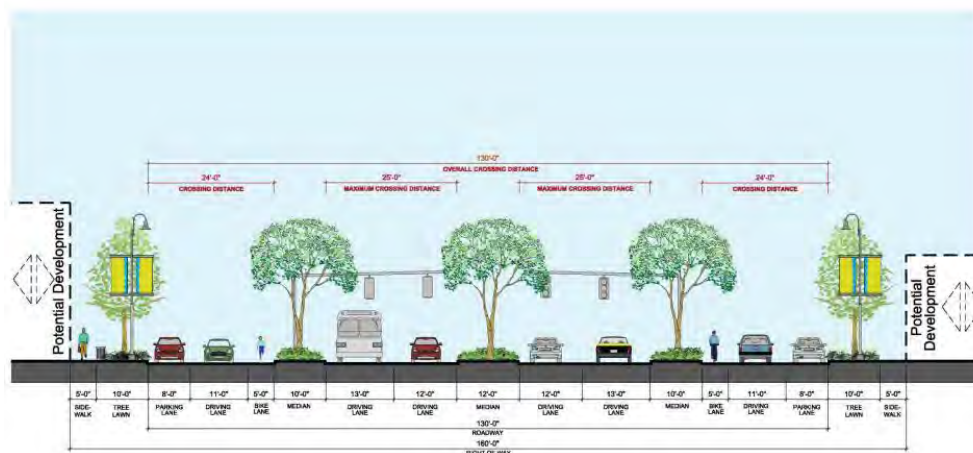 130'-0"
OVERALL CROSSING DISTANCE
24'-0" 25'-0" 25'-0" 24'-0"
CROSSING DISTANCE MAXIMUM CROSSING DISTANCE MAXIMUM CROSSING DISTANCE CROSSING DISTANCE
Potential Development
Potential
Development
5'-0" 10'-0" 8'-0" 11'-0" 5'-0" 10'-0" 13'-0" 12'-0" 12'-0" 12'-0" 13'-0" 10'-0" 5'-0" 11'-0" 8'-0" 10'-0" 5'-0"
SIDE- TREE PARKING DRIVING BIKE MEDIAN DRIVING DRIVING MEDIAN DRIVING DRIVING MEDIAN BIKE DRIVING PARKING TREE SIDE-
WALK LAWN LANE LANE LANE LANE LANE LANE LANE LANE LANE LANE LAWN WALK
130'-0"
ROADWAY
160'-0"
RIGHT OF WAY